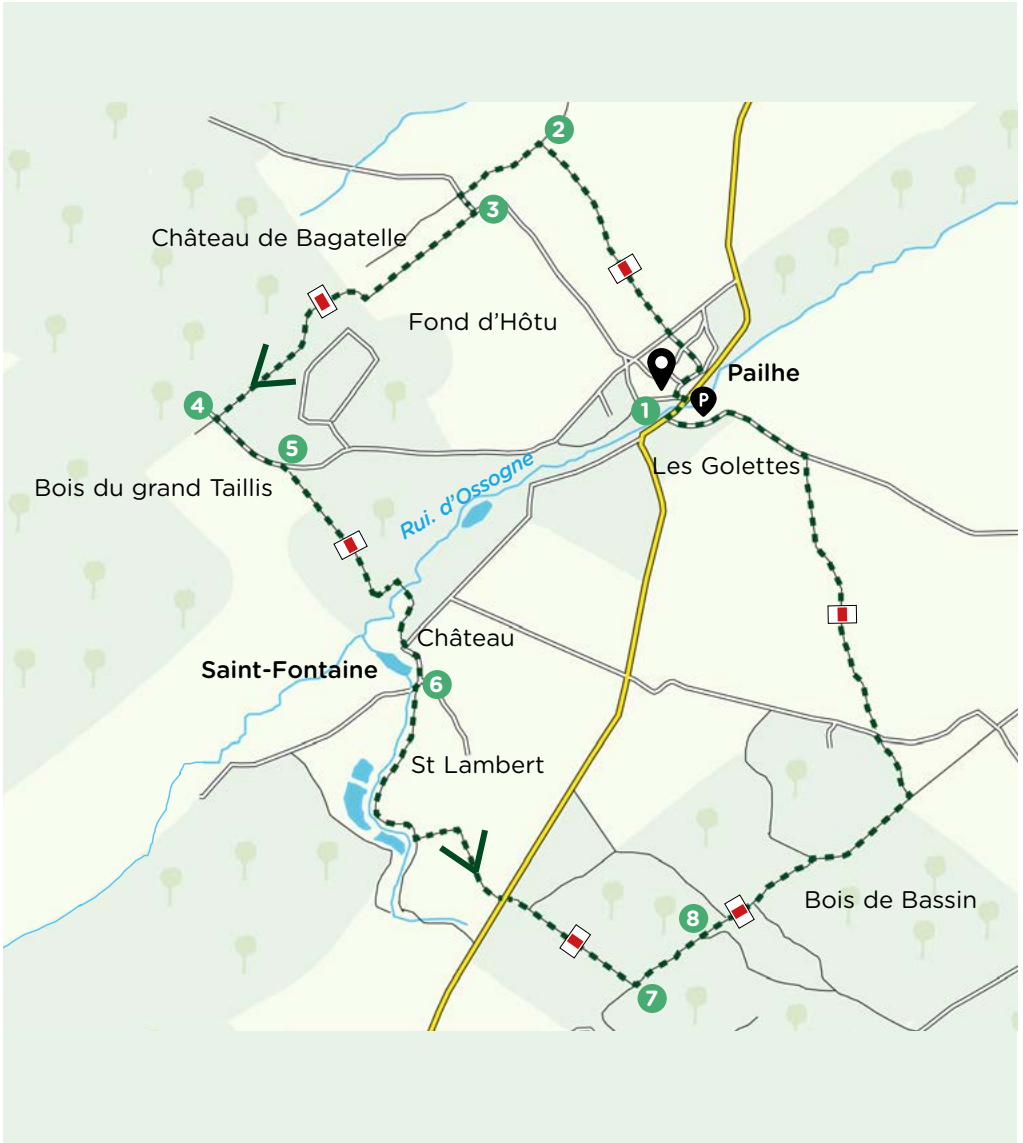 2
3
Château de Bagatelle
Fond d'Hôtu
Pailhe
P
1
4
5
Les Golettes
Bois du grand Taillis
Rui. d'Ossogne
Château
Saint-Fontaine
6
St Lambert
Bois de Bassin
8
7